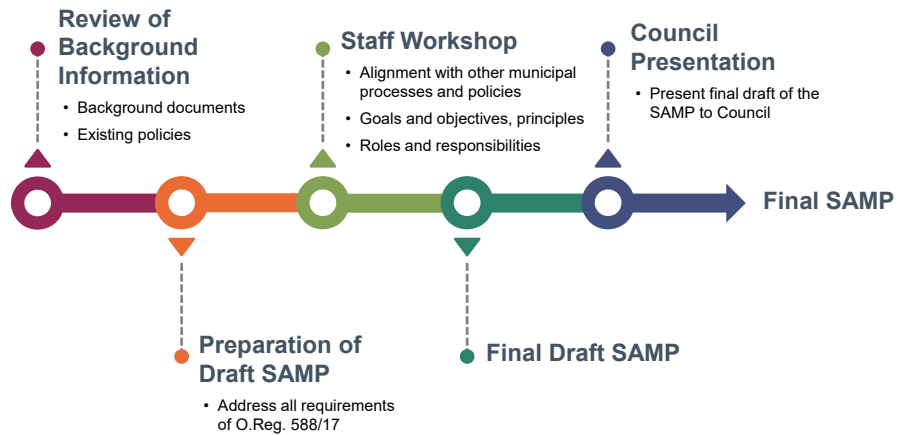 Review of
Background
Information
• Background documents
• Existing policies
Staff Workshop
• Alignment with other municipal
processes and policies
• Goals and objectives, principles
• Roles and responsibilities
Council
Presentation
• Present final draft of the
SAMP to Council
Final SAMP
Preparation of
Draft SAMP
• Address all requirements
of O.Reg. 588/17
Final Draft SAMP